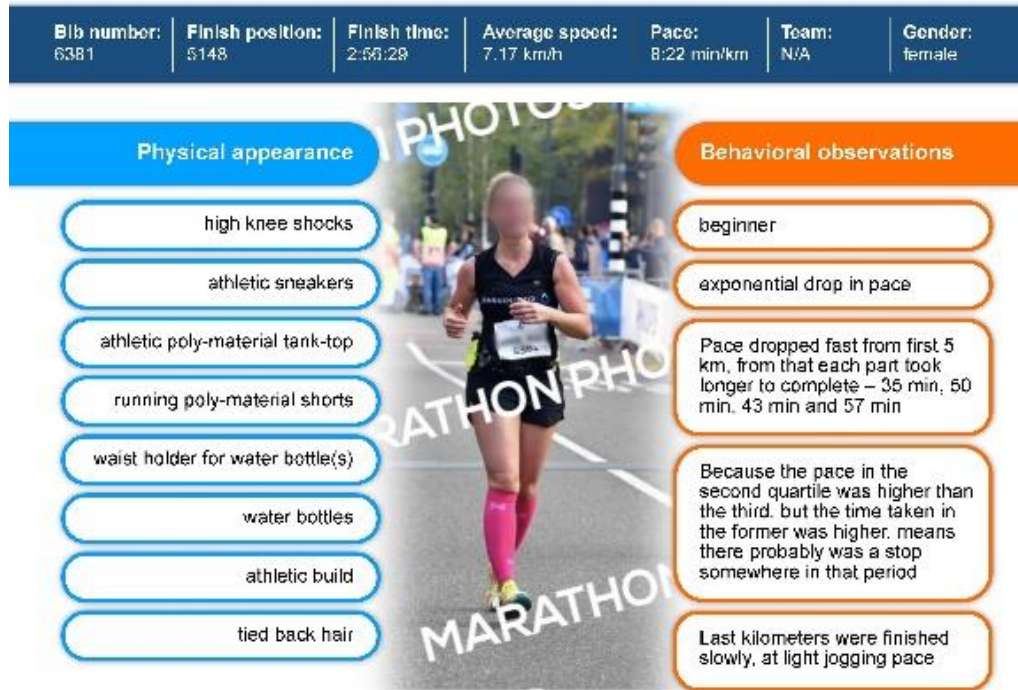 Bib number:
6381
Finish position:
5148
Finish time:
2:56:29
Average speed:
7.17 km/h
Pace:
8:22 min/km
Team:
N/A
Gender:
female
Physical appearance
high knee shocks
athletic sneakers
athletic poly-material tank-top
running poly-material shorts
waist holder for water bottle(s)
water bottles
athletic build
tied back hair
PHOTOS
MARATHON PHO
MARATHON
Behavioral observations
beginner
exponential drop in pace
Pace dropped fast from first 5
km, from that each part took
longer to complete – 35 min, 50
min, 43 min and 57 min
Because the pace in the
second quartile was higher than
the third. but the time taken in
the former was higher. means
there probably was a stop
somewhere in that period
Last kilometers were finished
slowly, at light jogging pace